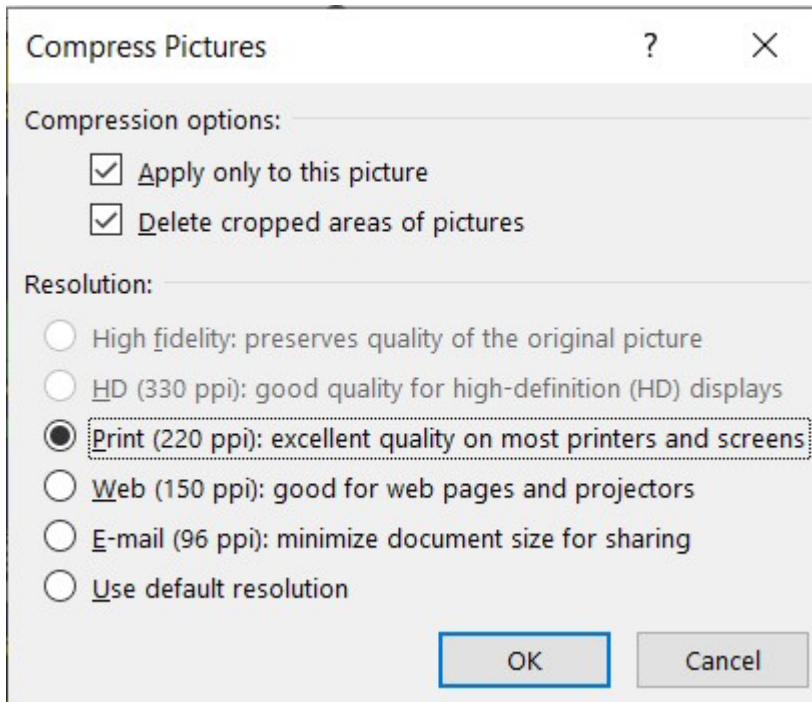 Compress Pictures
Compression options:
Apply only to this picture
Delete cropped areas of pictures
Resolution:
High fidelity: preserves quality of the original picture
HD (330 ppi): good quality for high-definition (HD) displays
Print (220 ppi): excellent quality on most printers and screens
Web (150 ppi): good for web pages and projectors
E-mail (96 ppi): minimize document size for sharing
Use default resolution
OK Cancel